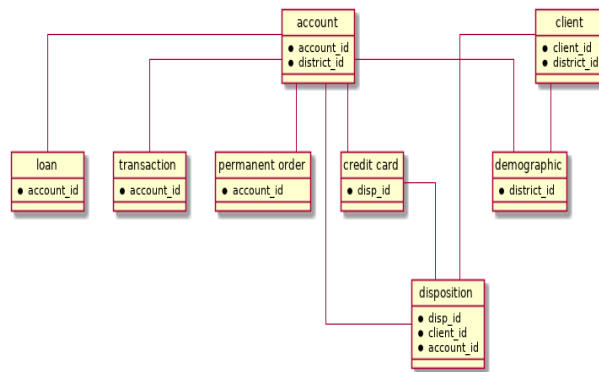 account
account_id
district_id
client
client_id
district_id
loan
account_id
transaction
account_id
permanent order
account_id
credit card
disp_id
demographic
district_id
disposition
disp_id
client_id
account_id